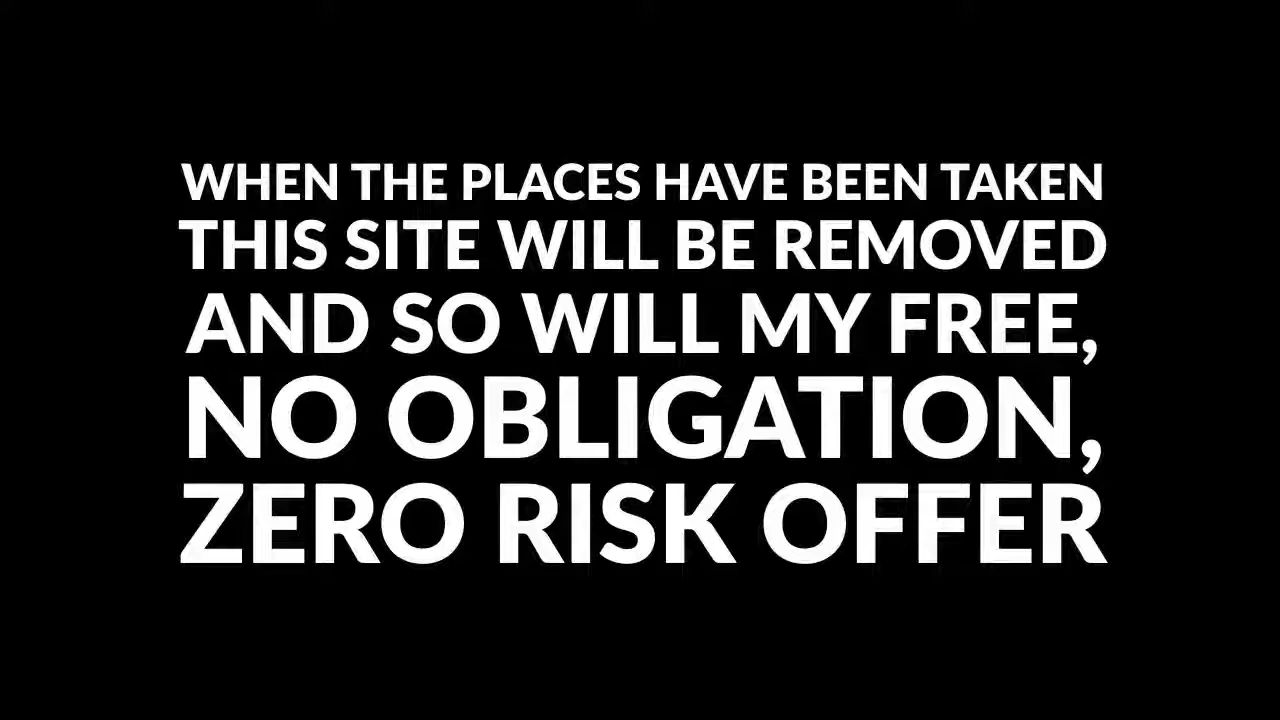 WHEN THE PLACES HAVE BEEN TAKEN
THIS SITE WILL BE REMOVED
AND SO WILL MY FREE,
NO OBLIGATION,
ZERO RISK OFFER